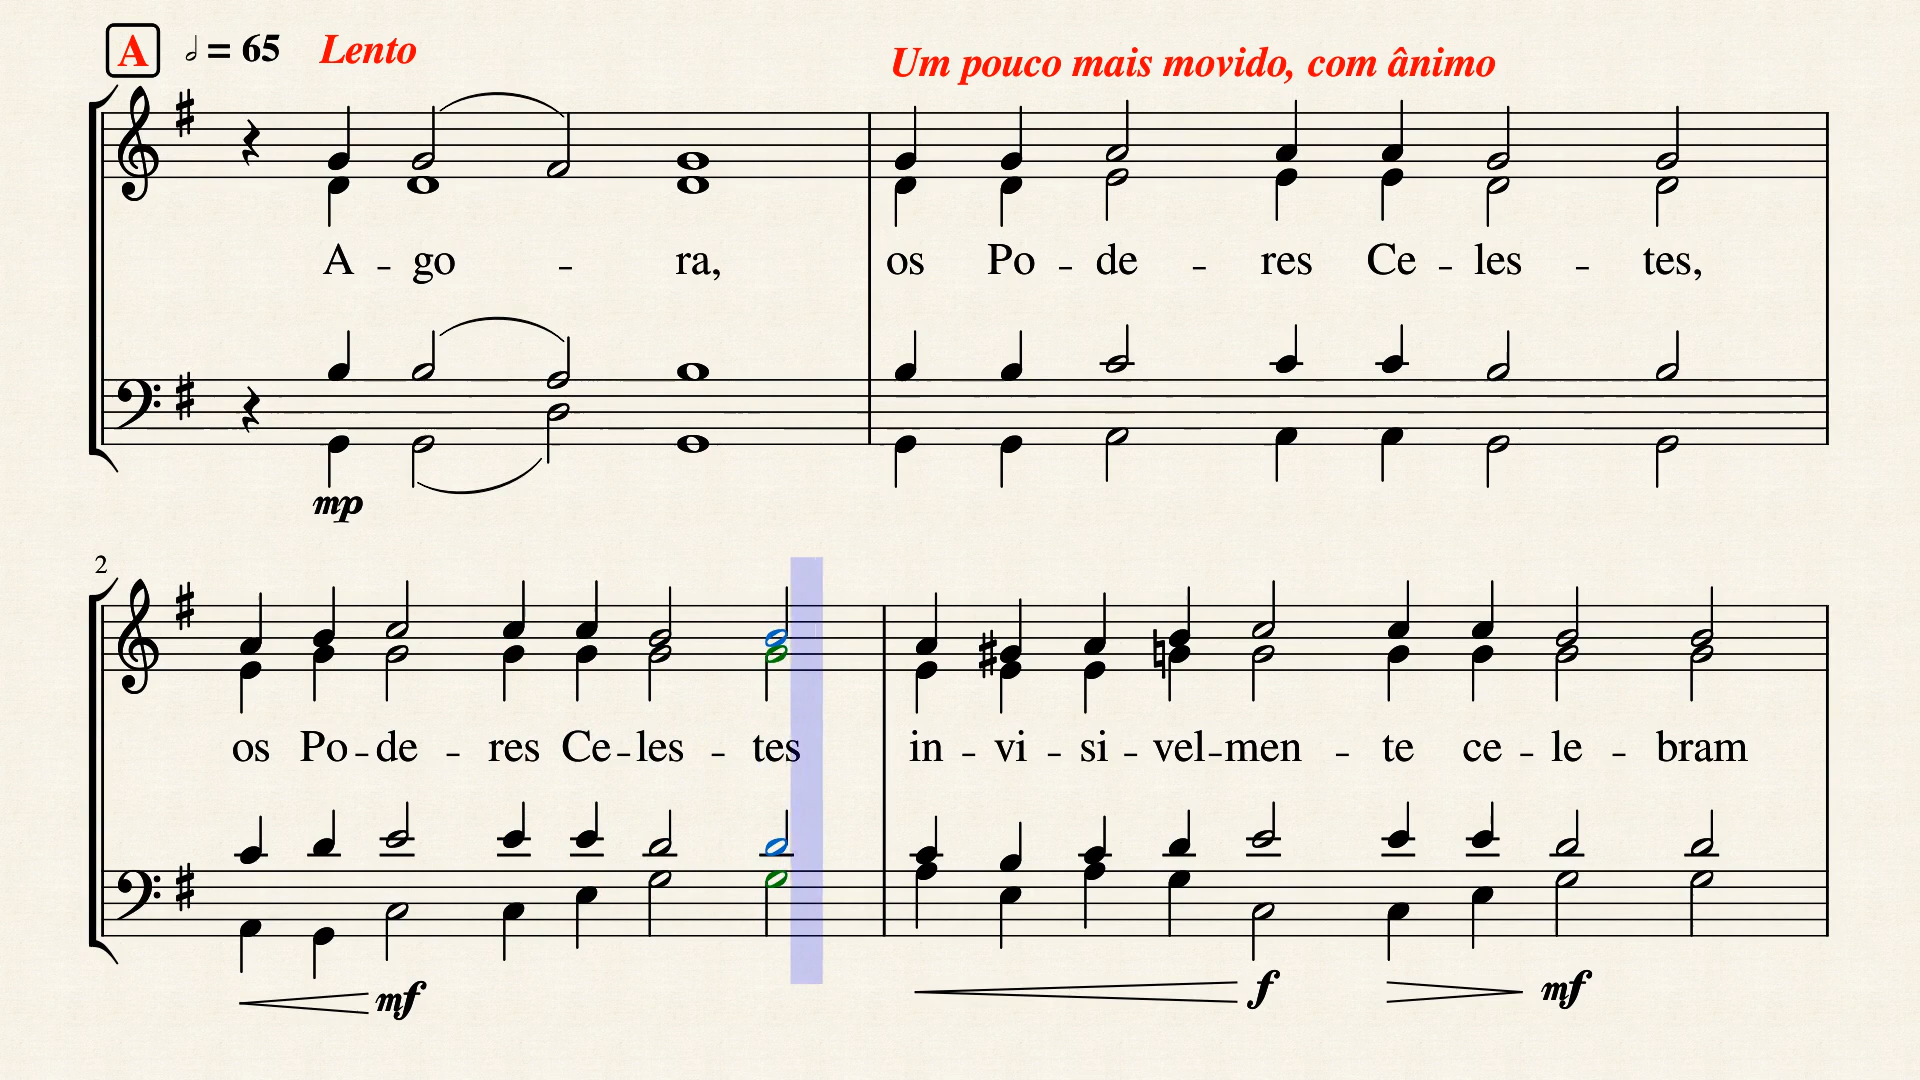 A 𝅗𝅥 = 65 Lento Um pouco mais movido, com ânimo
A - go - ra, os Po - de - res Ce - les - tes,
mp
2
os Po - de - res Ce - les - tes in - vi - si - vel - men - te ce - le - bram
mf f mf